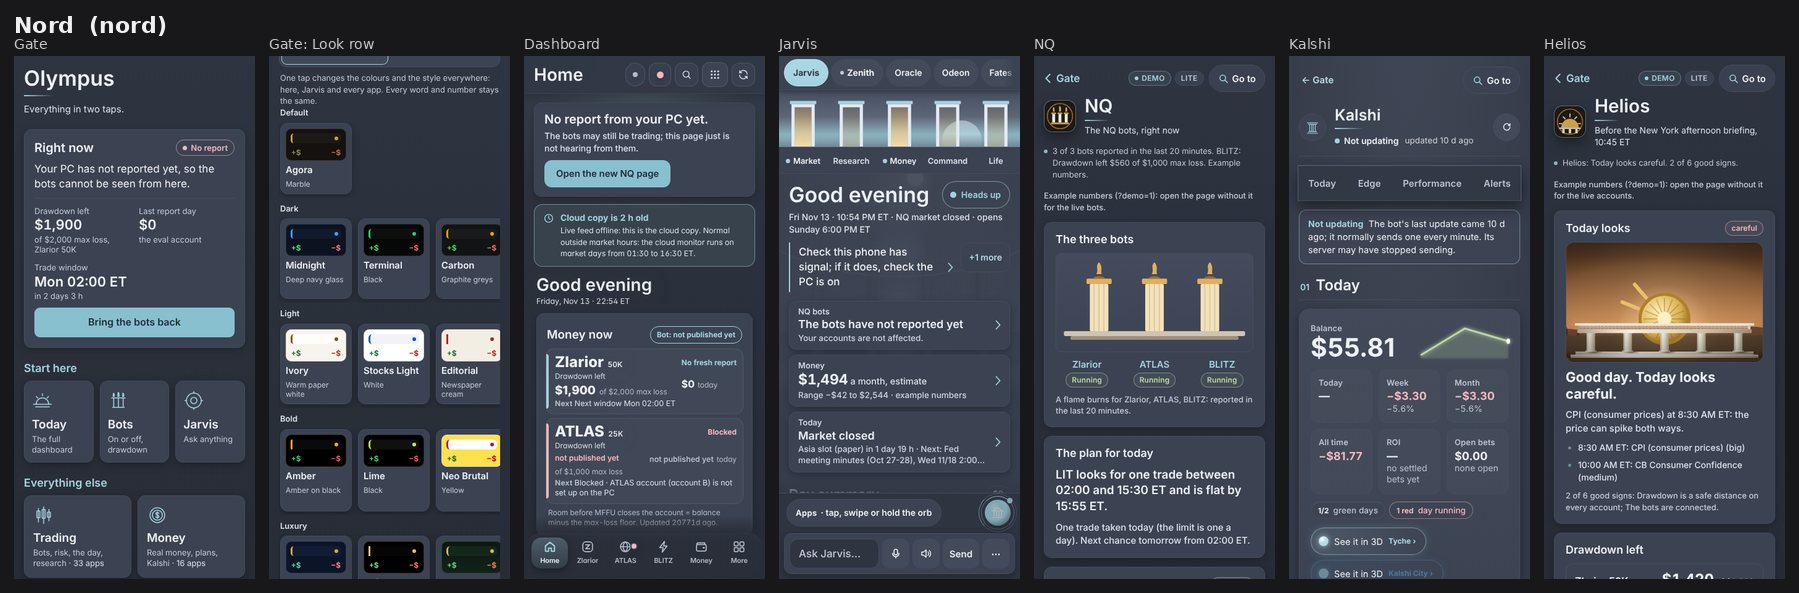 Nord (nord)
Gate
Olympus
Everything in two taps.
Right now
No report
Your PC has not reported yet, so the
bots cannot be seen from here.
Drawdown left
$1,900
of $2,000 max loss,
Zlarior 50K
Last report day
$0
the eval account
Trade window
Mon 02:00 ET
in 2 days 3 h
Bring the bots back
Start here
Today
The full
dashboard
Bots
On or off,
drawdown
Jarvis
Ask anything
Everything else
Trading
Bots, risk, the day,
research · 33 apps
Money
Real money, plans,
Kalshi · 16 apps
Gate: Look row
One tap changes the colours and the style everywhere:
here, Jarvis and every app. Every word and number stays
the same.
Default
+$ −$
Agora
Marble
Dark
+$ −$
+$ −$
+$ −$
Midnight
Deep navy glass
Terminal
Black
Carbon
Graphite greys
Light
+$ −$
+$ −$
+$ −$
Ivory
Warm paper
white
Stocks Light
White
Editorial
Newspaper
cream
Bold
+$ −$
+$ −$
+$ −$
Amber
Amber on black
Lime
Black
Neo Brutal
Yellow
Luxury
+$ −$
+$ −$
+$ −$
Dashboard
Home
No report from your PC yet.
The bots may still be trading; this page just is
not hearing from them.
Open the new NQ page
Cloud copy is 2 h old
Live feed offline: this is the cloud copy. Normal
outside market hours: the cloud monitor runs on
market days from 01:30 to 16:30 ET.
Good evening
Friday, Nov 13 · 22:54 ET
Money now
Bot: not published yet
Zlarior 50K
No fresh report
Drawdown left
$1,900 of $2,000 max loss
$0 today
Next Next window Mon 02:00 ET
ATLAS 25K
Blocked
Drawdown left
not published yet
not published yet today
of $1,000 max loss
Next Blocked · ATLAS account (account B) is not
set up on the PC
Room before MFFU closes the account = balance
minus the max-loss floor. Updated 20771d ago.
Home
Zlarior
ATLAS
BLITZ
Money
More
Jarvis
Jarvis
Zenith
Oracle
Odeon
Fates
Market
Research
Money
Command
Life
Good evening
Heads up
Fri Nov 13 · 10:54 PM ET · NQ market closed · opens
Sunday 6:00 PM ET
Check this phone has
signal; if it does, check the
PC is on
+1 more
NQ bots
The bots have not reported yet
Your accounts are not affected.
Money
$1,494 a month, estimate
Range −$42 to $2,544 · example numbers
Today
Market closed
Asia slot (paper) in 1 day 19 h · Next: Fed
meeting minutes (Oct 27-28), Wed 11/18 2:00...
Apps · tap, swipe or hold the orb
Ask Jarvis...
Send
NQ
Gate
DEMO
LITE
Go to
NQ
The NQ bots, right now
3 of 3 bots reported in the last 20 minutes. BLITZ:
Drawdown left $560 of $1,000 max loss. Example
numbers.
Example numbers (?demo=1): open the page without it
for the live bots.
The three bots
Zlarior
Running
ATLAS
Running
BLITZ
Running
A flame burns for Zlarior, ATLAS, BLITZ: reported in
the last 20 minutes.
The plan for today
LIT looks for one trade between
02:00 and 15:30 ET and is flat by
15:55 ET.
One trade taken today (the limit is one a
day). Next chance tomorrow from 02:00 ET.
Kalshi
Gate
Go to
Kalshi
Not updating updated 10 d ago
Today
Edge
Performance
Alerts
Not updating The bot's last update came 10 d
ago; it normally sends one every minute. Its
server may have stopped sending.
01 Today
Balance
$55.81
Today
—
Week
−$3.30
−5.6%
Month
−$3.30
−5.6%
All time
−$81.77
ROI
—
no settled
bets yet
Open bets
$0.00
none open
1/2 green days
1 red day running
See it in 3D Tyche ›
See it in 3D Kalshi City ›
Helios
Gate
DEMO
LITE
Go to
Helios
Before the New York afternoon briefing,
10:45 ET
Helios: Today looks careful. 2 of 6 good signs.
Example numbers (?demo=1): open the page without it
for the live accounts.
Today looks
careful
Good day. Today looks
careful.
CPI (consumer prices) at 8:30 AM ET: the
price can spike both ways.
8:30 AM ET: CPI (consumer prices) (big)
10:00 AM ET: CB Consumer Confidence
(medium)
2 of 6 good signs: Drawdown is a safe distance on
every account; The bots are connected.
Drawdown left